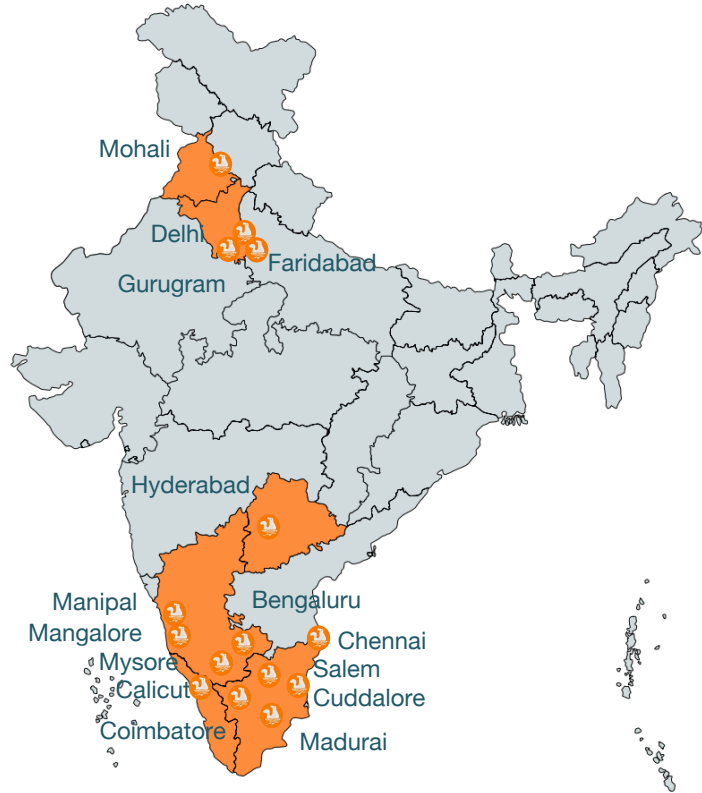 Mohali
Delhi
Faridabad
Gurugram
Hyderabad
Bengaluru
Manipal
Mangalore
Chennai
Mysore
Salem
Calicut
Cuddalore
Coimbatore
Madurai